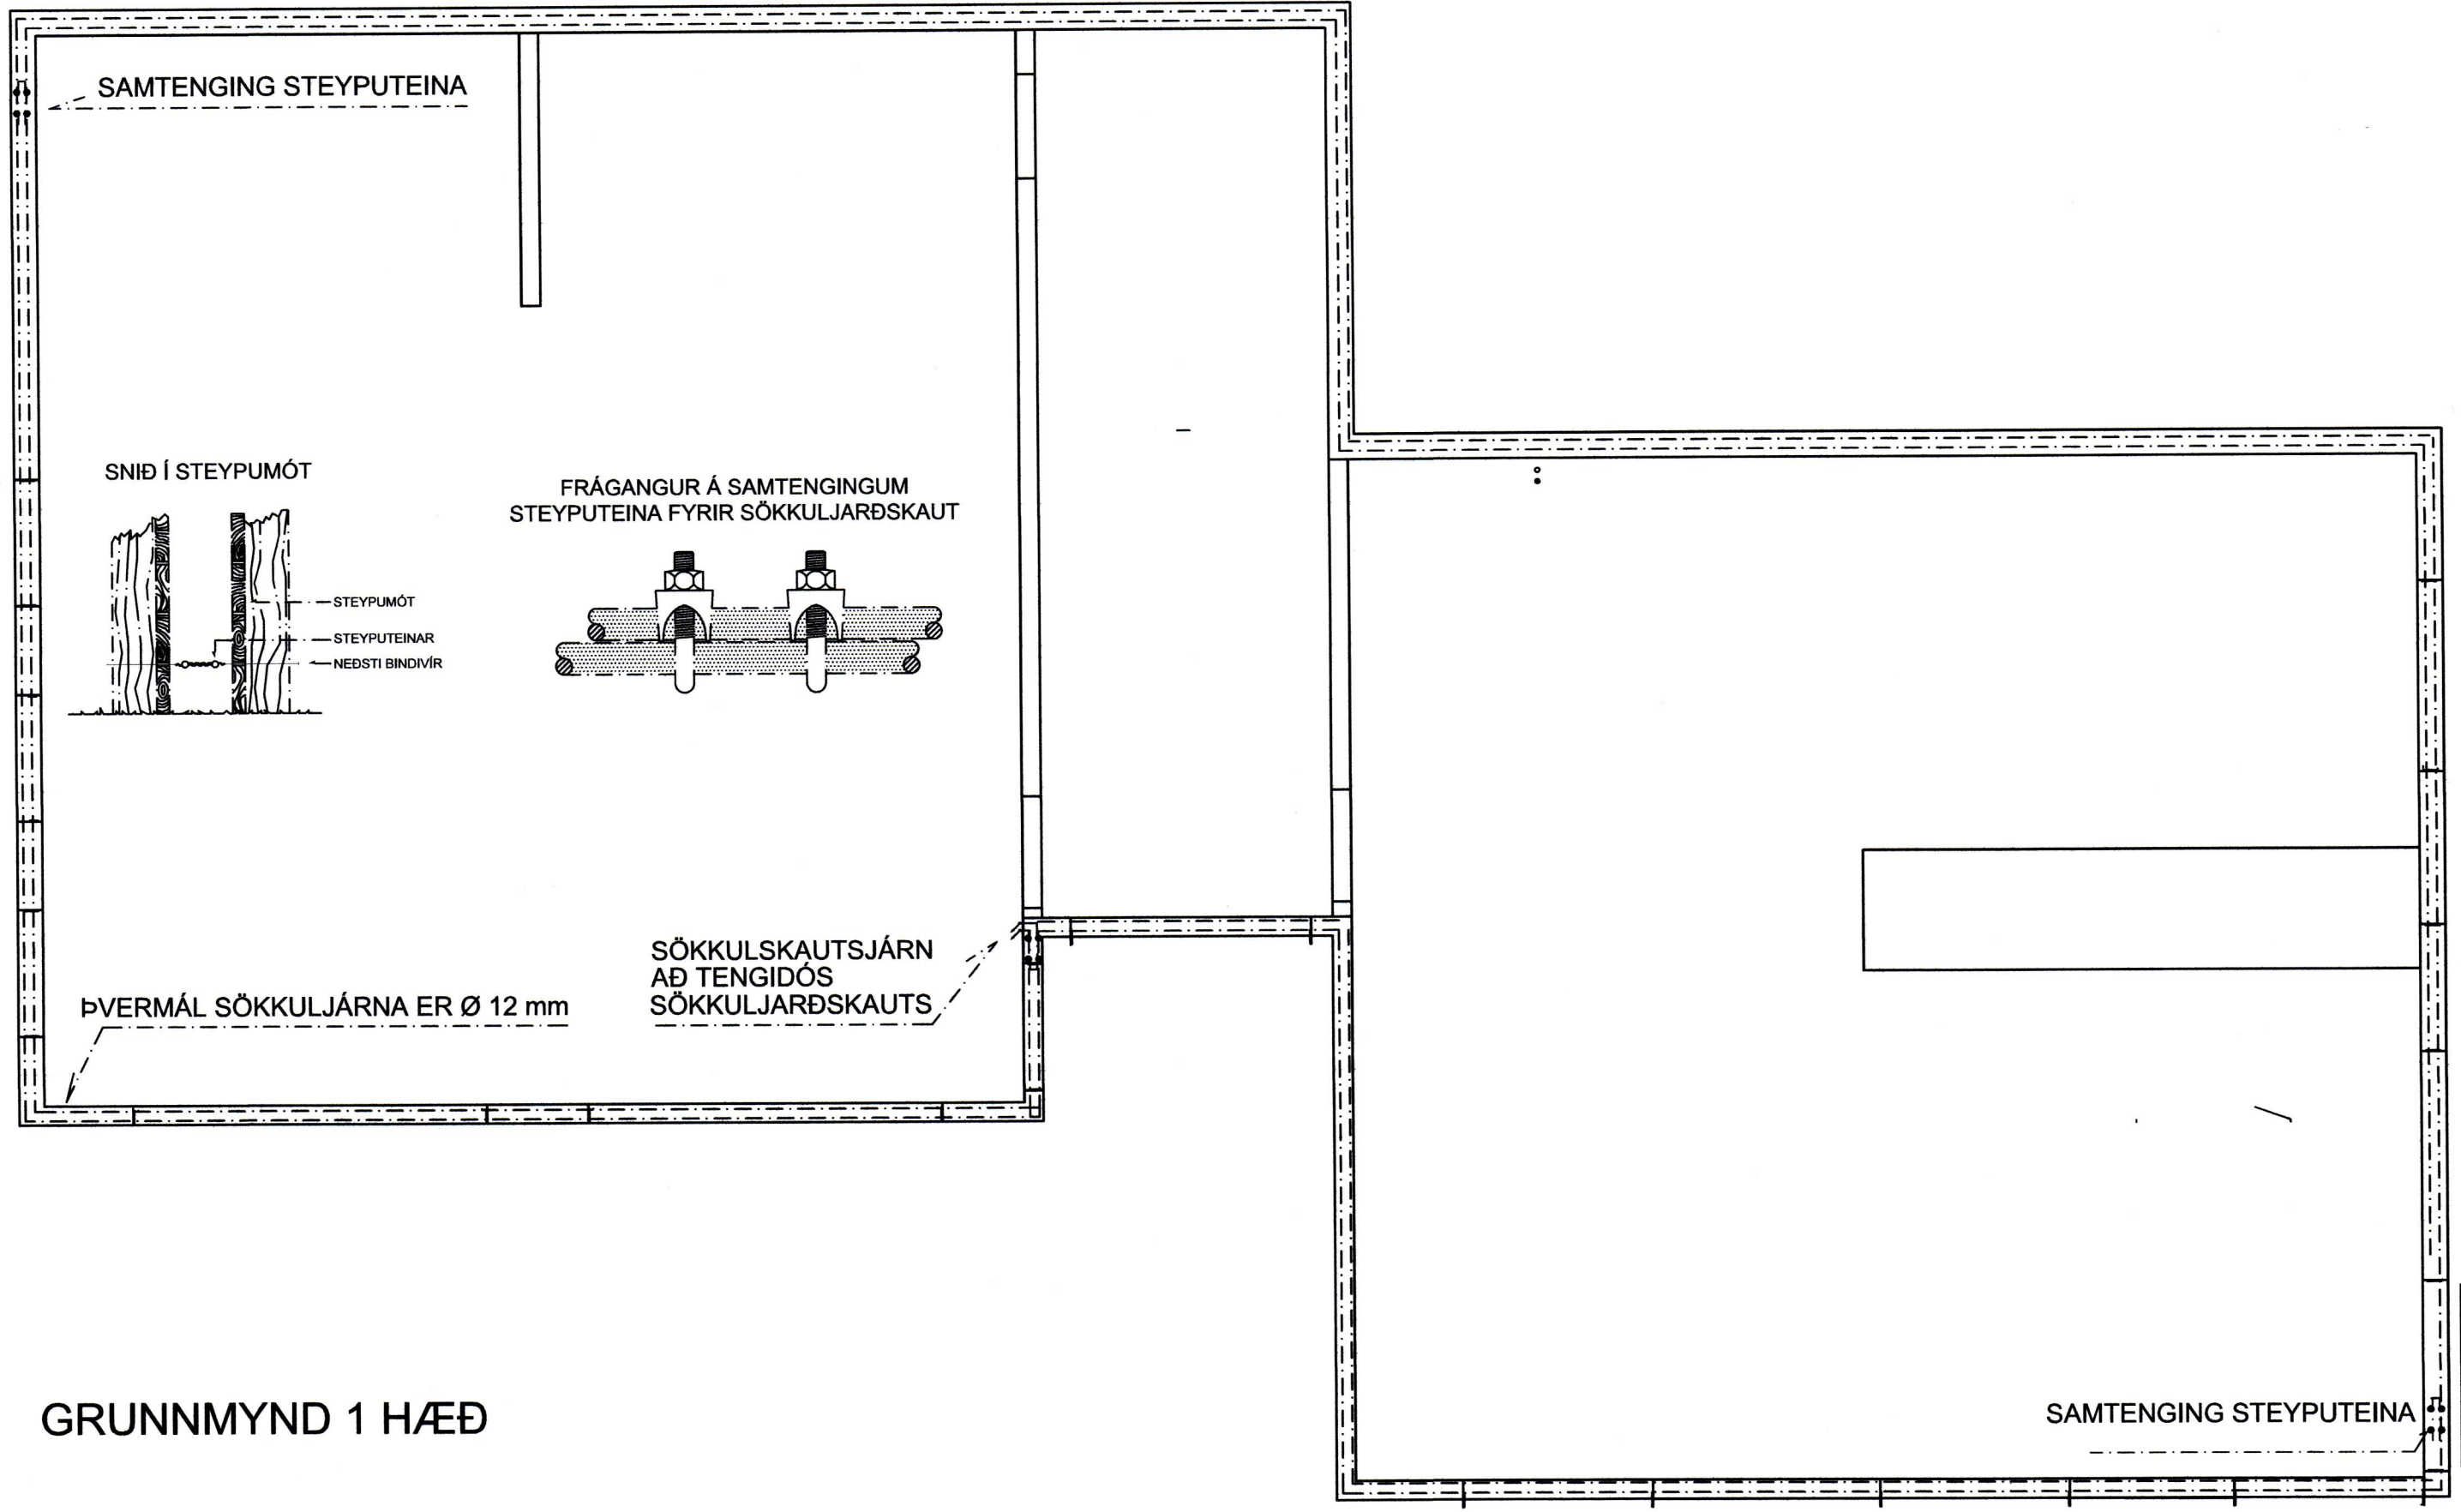 SAMTENGING STEYPUTEINA
SNIÐ Í STEYPUMÓT
STEYPUMÓT
STEYPUTEINAR
NEÐSTI BINDIVÍR
FRÁGANGUR Á SAMTENGINGUM
STEYPUTEINA FYRIR SÖKKULJARÐSKAUT
SÖKKULSKAUTSJÁRN
AÐ TENGIDÓS
SÖKKULJARÐSKAUTS
ÞVERMÁL SÖKKULJÁRNA ER Ø 12 mm
GRUNNMYND 1 HÆÐ
SAMTENGING STEYPUTEINA